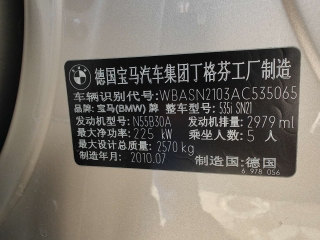 德国宝马汽车集团丁格芬工厂制造
车辆识别代号: WBASN2103AC535065
品牌: 宝马(BMW)牌 整车型号: 535i SN21
发动机型号: N55B30A 发动机排量: 2979 ml
最大净功率: 225 kW 乘坐人数: 5 人
最大设计总质量: 2570 kg
制造年月: 2010.07 制造国: 德国
6 978 056